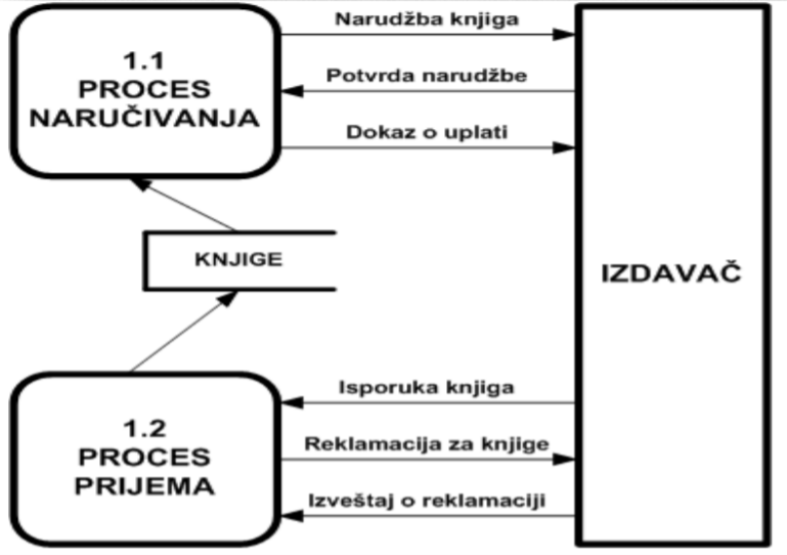 1.1
PROCES
NARUČIVANJA
Narudžba knjiga
Potvrda narudžbe
Dokaz o uplati
KNJIGE
IZDAVAČ
1.2
PROCES
PRIJEMA
Isporuka knjiga
Reklamacija za knjige
Izveštaj o reklamaciji